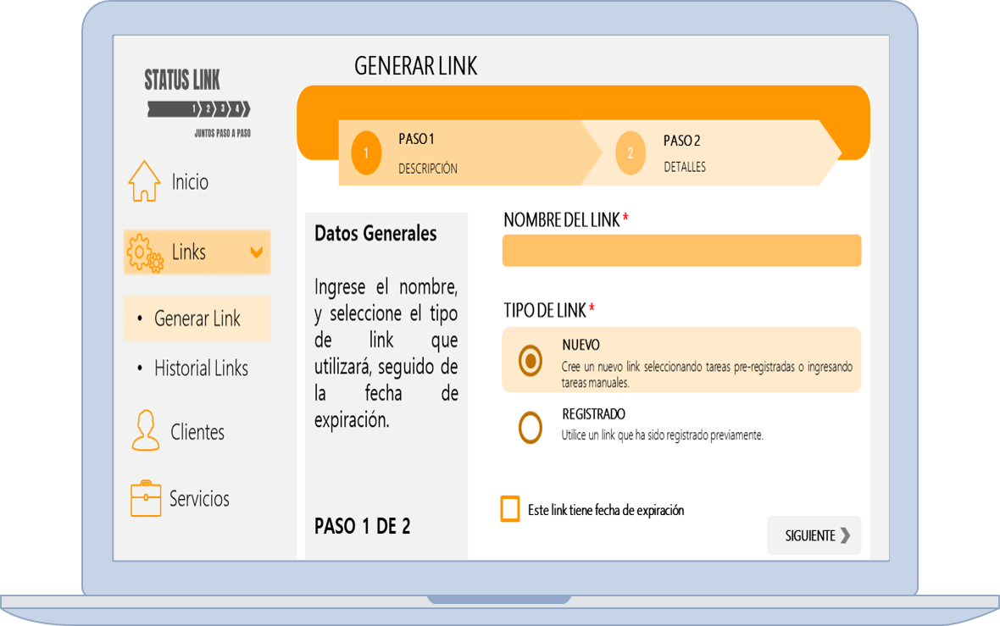 STATUS LINK
1 2 3 4
JUNTOS PASO A PASO
Inicio
Links
• Generar Link
• Historial Links
Clientes
Servicios
GENERAR LINK
1
PASO 1
DESCRIPCIÓN
2
PASO 2
DETALLES
Datos Generales
Ingrese el nombre,
y seleccione el tipo
de link que
utilizará, seguido de
la fecha de
expiración.
PASO 1 DE 2
NOMBRE DEL LINK *
TIPO DE LINK *
NUEVO
Cree un nuevo link seleccionando tareas pre-registradas o ingresando
tareas manuales.
REGISTRADO
Utilice un link que ha sido registrado previamente.
Este link tiene fecha de expiración
SIGUIENTE